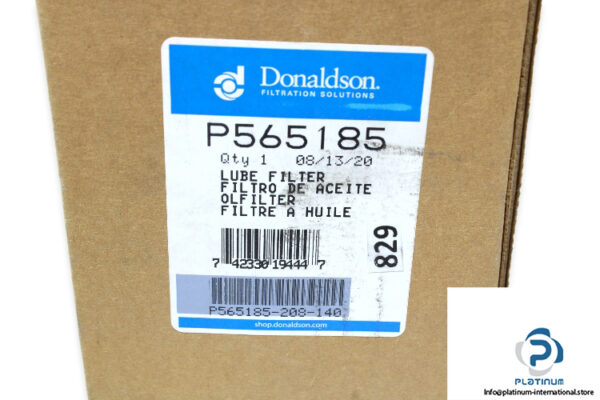 Donaldson.
FILTRATION SOLUTIONS
P565185
Qty 1 08/13/20
LUBE FILTER
FILTRO DE ACEITE
OLFILTER
FILTRE A HUILE
829
7 42330 19444 7
P565185-208-140
shop.donaldson.com
PLATINUM
Info@platinum-international.store